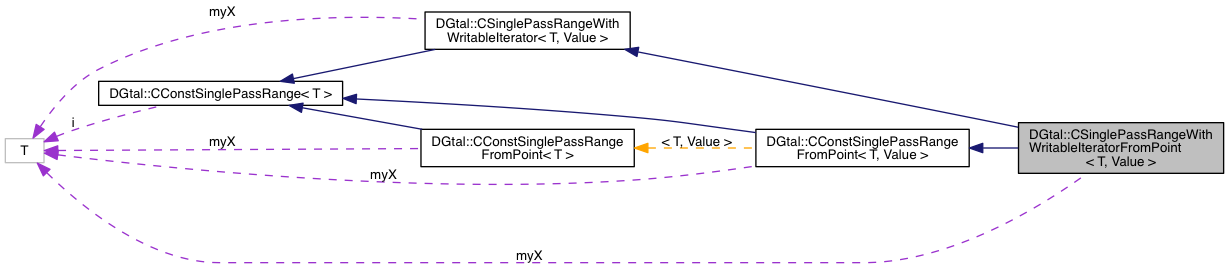 myX
DGtal::CSinglePassRangeWith
WritableIterator< T, Value >
DGtal::CConstSinglePassRange< T >
i
T
myX
DGtal::CConstSinglePassRange
FromPoint< T >
< T, Value >
DGtal::CConstSinglePassRange
FromPoint< T, Value >
DGtal::CSinglePassRangeWith
WritableIteratorFromPoint
< T, Value >
myX
myX